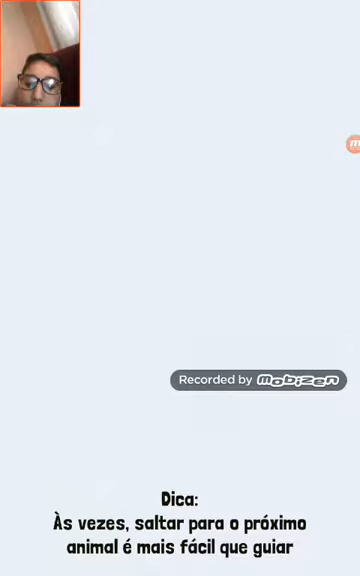 Recorded by mobizen
Dica:
Às vezes, saltar para o próximo
animal é mais fácil que guiar